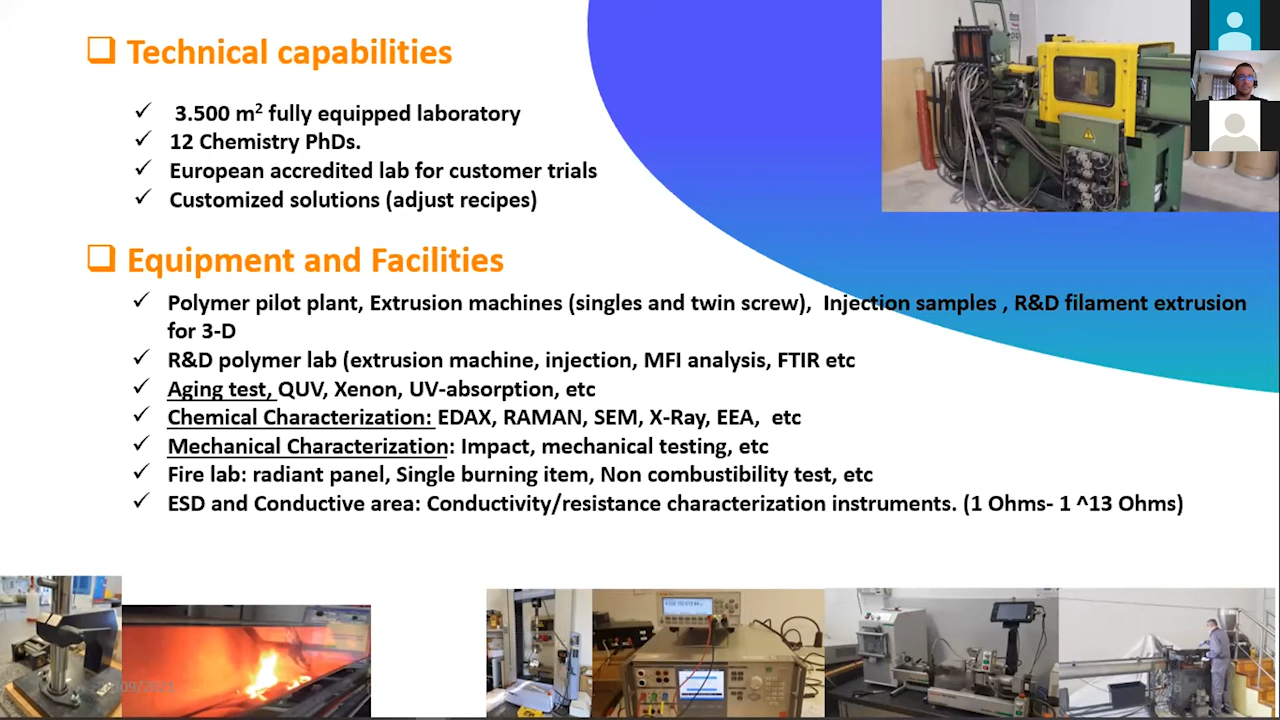 Technical capabilities
3.500 m² fully equipped laboratory
12 Chemistry PhDs.
European accredited lab for customer trials
Customized solutions (adjust recipes)
Equipment and Facilities
Polymer pilot plant, Extrusion machines (singles and twin screw), Injection samples , R&D filament extrusion
for 3-D
R&D polymer lab (extrusion machine, injection, MFI analysis, FTIR etc
Aging test, QUV, Xenon, UV-absorption, etc
Chemical Characterization: EDAX, RAMAN, SEM, X-Ray, EEA, etc
Mechanical Characterization: Impact, mechanical testing, etc
Fire lab: radiant panel, Single burning item, Non combustibility test, etc
ESD and Conductive area: Conductivity/resistance characterization instruments. (1 Ohms- 1 ^13 Ohms)